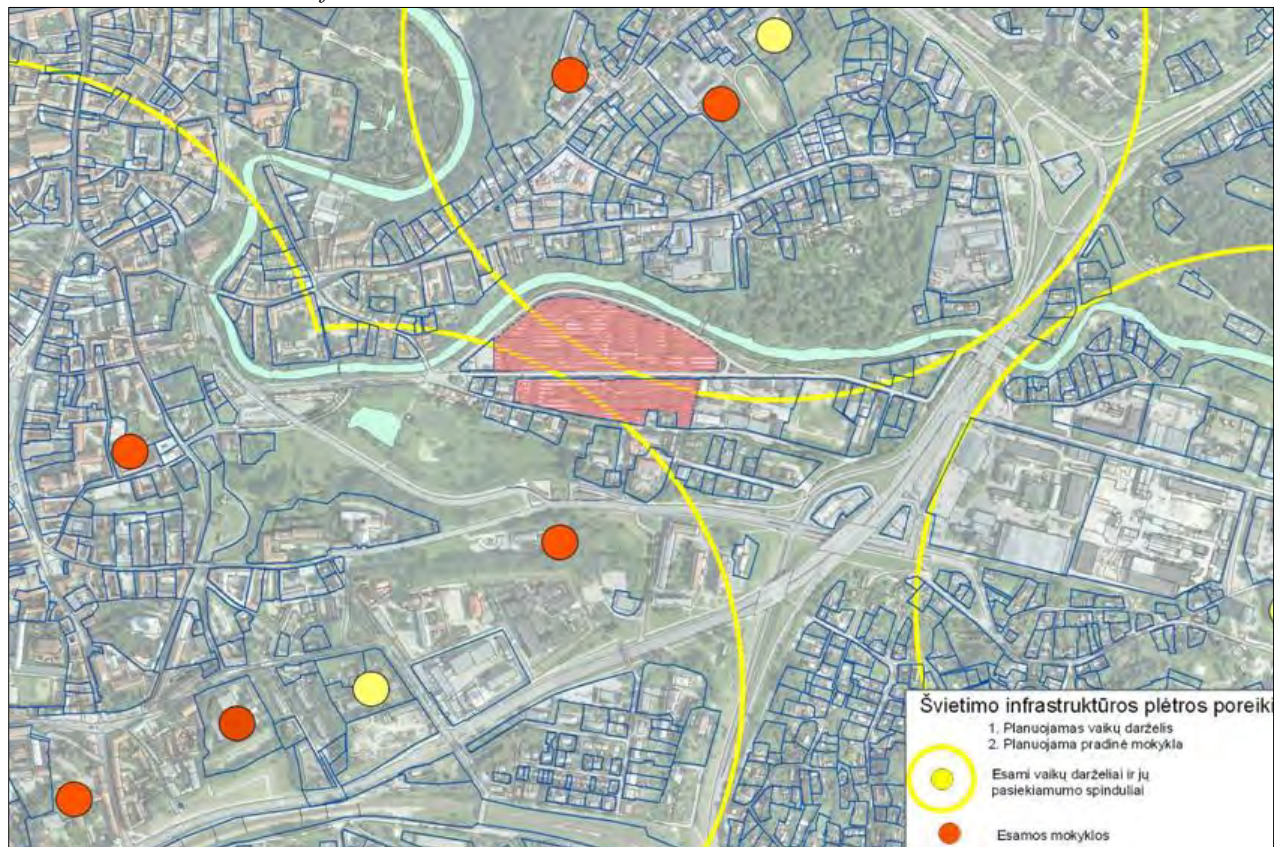 Švietimo infrastruktūros plėtros poreiki
1. Planuojamas vaikų darželis
2. Planuojama pradinė mokykla
Esami vaikų darželiai ir jų
pasiekiamumo spinduliai
Esamos mokyklos